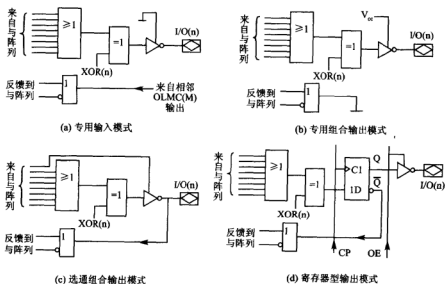 来自与阵列
≥1
=1
I/O(n)
XOR(n)
反馈到
与阵列
1
来自相邻
OLMC(M)
输出
(a) 专用输入模式
来自与阵列
≥1
=1
Vcc
I/O(n)
XOR(n)
反馈到
与阵列
1
(b) 专用组合输出模式
来自与阵列
≥1
=1
I/O(n)
XOR(n)
反馈到
与阵列
1
(c) 选通组合输出模式
来自与阵列
≥1
=1
C1
1D
Q
Q̅
I/O(n)
XOR(n)
反馈到
与阵列
1
CP
OE
(d) 寄存器型输出模式